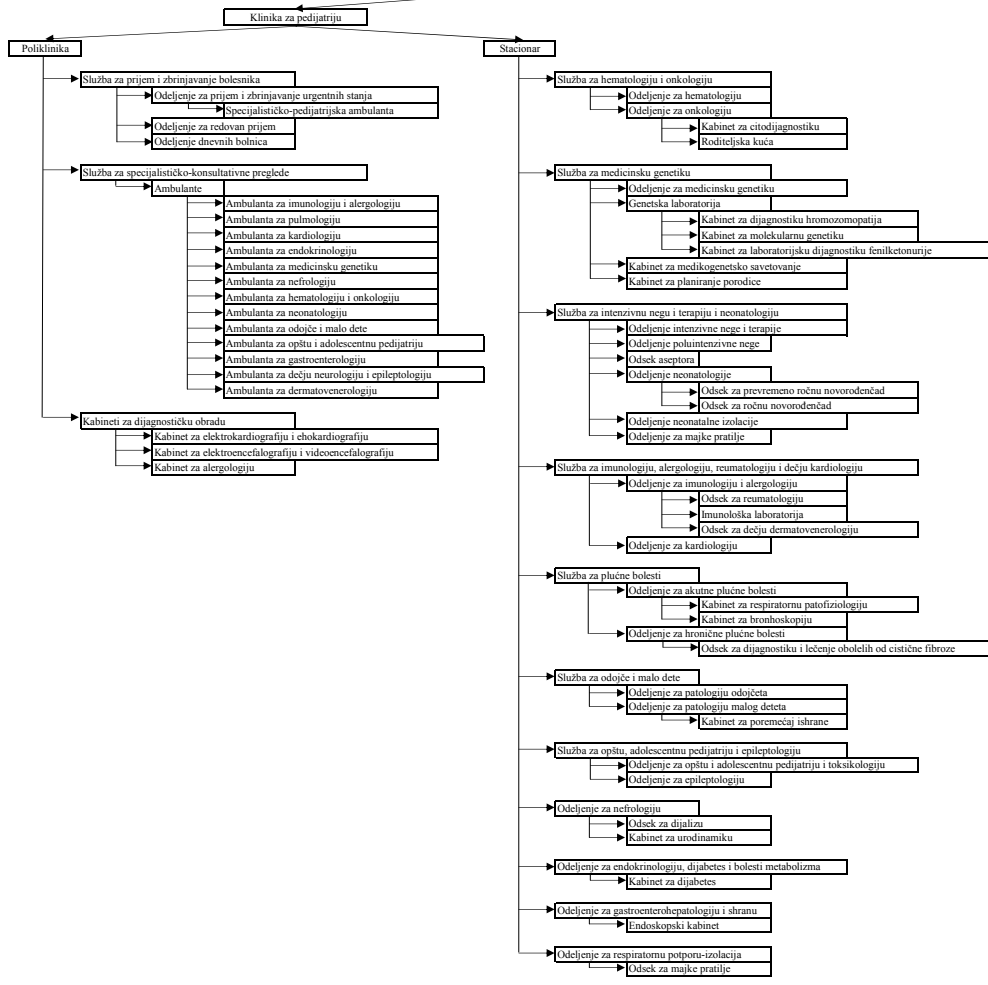 Klinika za pedijatriju
Poliklinika
Služba za prijem i zbrinjavanje bolesnika
Odeljenje za prijem i zbrinjavanje urgentnih stanja
Specijalističko-pedijatrijska ambulanta
Odeljenje za redovan prijem
Odeljenje dnevnih bolnica
Služba za specijalističko-konsultativne preglede
Ambulante
Ambulanta za imunologiju i alergologiju
Ambulanta za pulmologiju
Ambulanta za kardiologiju
Ambulanta za endokrinologiju
Ambulanta za medicinsku genetiku
Ambulanta za nefrologiju
Ambulanta za hematologiju i onkologiju
Ambulanta za neonatologiju
Ambulanta za odojče i malo dete
Ambulanta za opštu i adolescentnu pedijatriju
Ambulanta za gastroenterologiju
Ambulanta za dečju neurologiju i epileptologiju
Ambulanta za dermatovenerologiju
Kabineti za dijagnostičku obradu
Kabinet za elektrokardiografiju i ehokardiografiju
Kabinet za elektroencefalografiju i videoencefalografiju
Kabinet za alergologiju
Stacionar
Služba za hematologiju i onkologiju
Odeljenje za hematologiju
Odeljenje za onkologiju
Kabinet za citodijagnostiku
Roditeljska kuća
Služba za medicinsku genetiku
Odeljenje za medicinsku genetiku
Genetska laboratorija
Kabinet za dijagnostiku hromozomopatija
Kabinet za molekularnu genetiku
Kabinet za laboratorijsku dijagnostiku fenilketonurije
Kabinet za medikogenetsko savetovanje
Kabinet za planiranje porodice
Služba za intenzivnu negu i terapiju i neonatologiju
Odeljenje intenzivne nege i terapije
Odeljenje poluintenzivne nege
Odsek aseptora
Odeljenje neonatologije
Odsek za prevremeno ročnu novorođenčad
Odsek za ročnu novorođenčad
Odeljenje neonatalne izolacije
Odeljenje za majke pratilje
Služba za imunologiju, alergologiju, reumatologiju i dečju kardiologiju
Odeljenje za imunologiju i alergologiju
Odsek za reumatologiju
Imunološka laboratorija
Odsek za dečju dermatovenerologiju
Odeljenje za kardiologiju
Služba za plućne bolesti
Odeljenje za akutne plućne bolesti
Kabinet za respiratornu patofiziologiju
Kabinet za bronhoskopiju
Odeljenje za hronične plućne bolesti
Odsek za dijagnostiku i lečenje obolelih od cistične fibroze
Služba za odojče i malo dete
Odeljenje za patologiju odojčeta
Odeljenje za patologiju malog deteta
Kabinet za poremećaj ishrane
Služba za opštu, adolescentnu pedijatriju i epileptologiju
Odeljenje za opštu i adolescentnu pedijatriju i toksikologiju
Odeljenje za epileptologiju
Odeljenje za nefrologiju
Odsek za dijalizu
Kabinet za urodinamiku
Odeljenje za endokrinologiju, dijabetes i bolesti metabolizma
Kabinet za dijabetes
Odeljenje za gastroenterohepatologiju i shranu
Endoskopski kabinet
Odeljenje za respiratornu potporu-izolacija
Odsek za majke pratilje